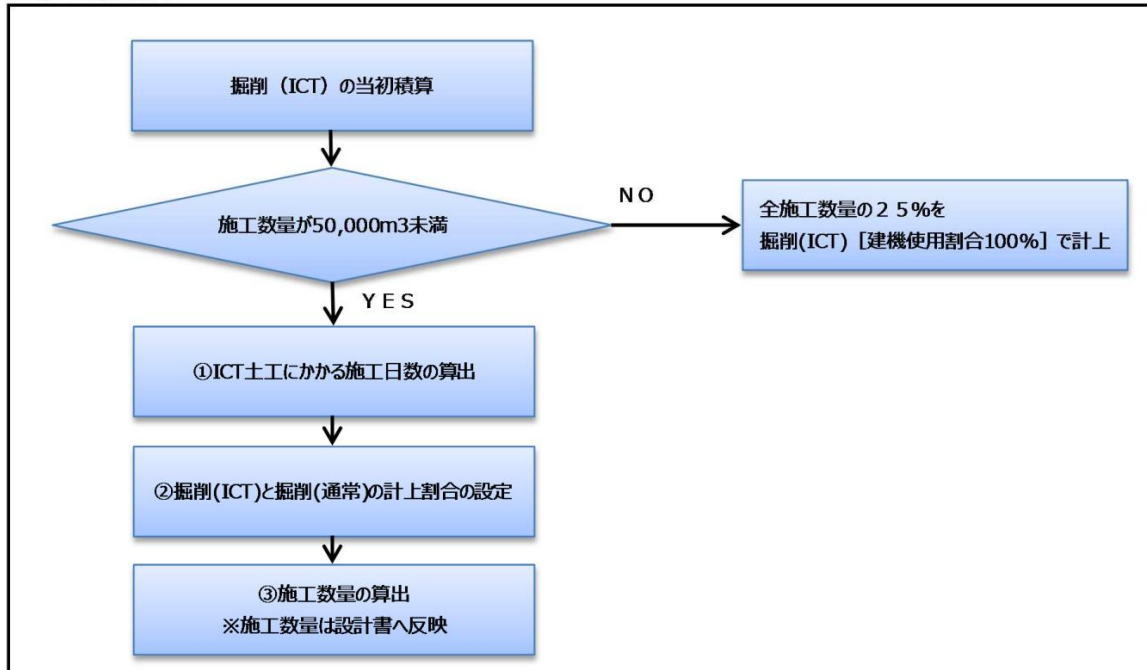 掘削（ICT）の当初積算
施工数量が50,000m3未満
ＮＯ
全施工数量の２５％を
掘削(ICT)［建機使用割合100%］で計上
ＹＥＳ
①ICT土工にかかる施工日数の算出
②掘削(ICT)と掘削(通常)の計上割合の設定
③施工数量の算出
※施工数量は設計書へ反映